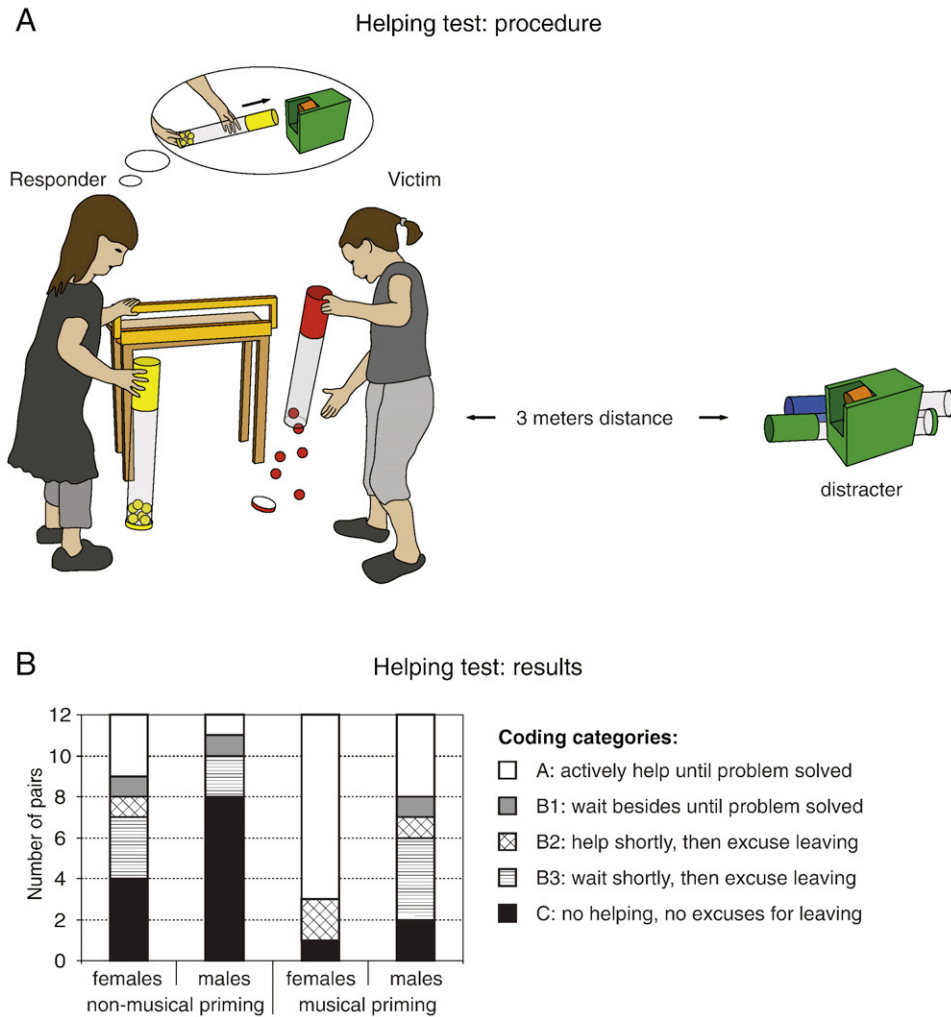 A
Helping test: procedure
Responder
Victim
3 meters distance
distracter
B
Helping test: results
Number of pairs
12
10
8
6
4
2
0
females
males
females
males
non-musical priming
musical priming
Coding categories:
A: actively help until problem solved
B1: wait besides until problem solved
B2: help shortly, then excuse leaving
B3: wait shortly, then excuse leaving
C: no helping, no excuses for leaving